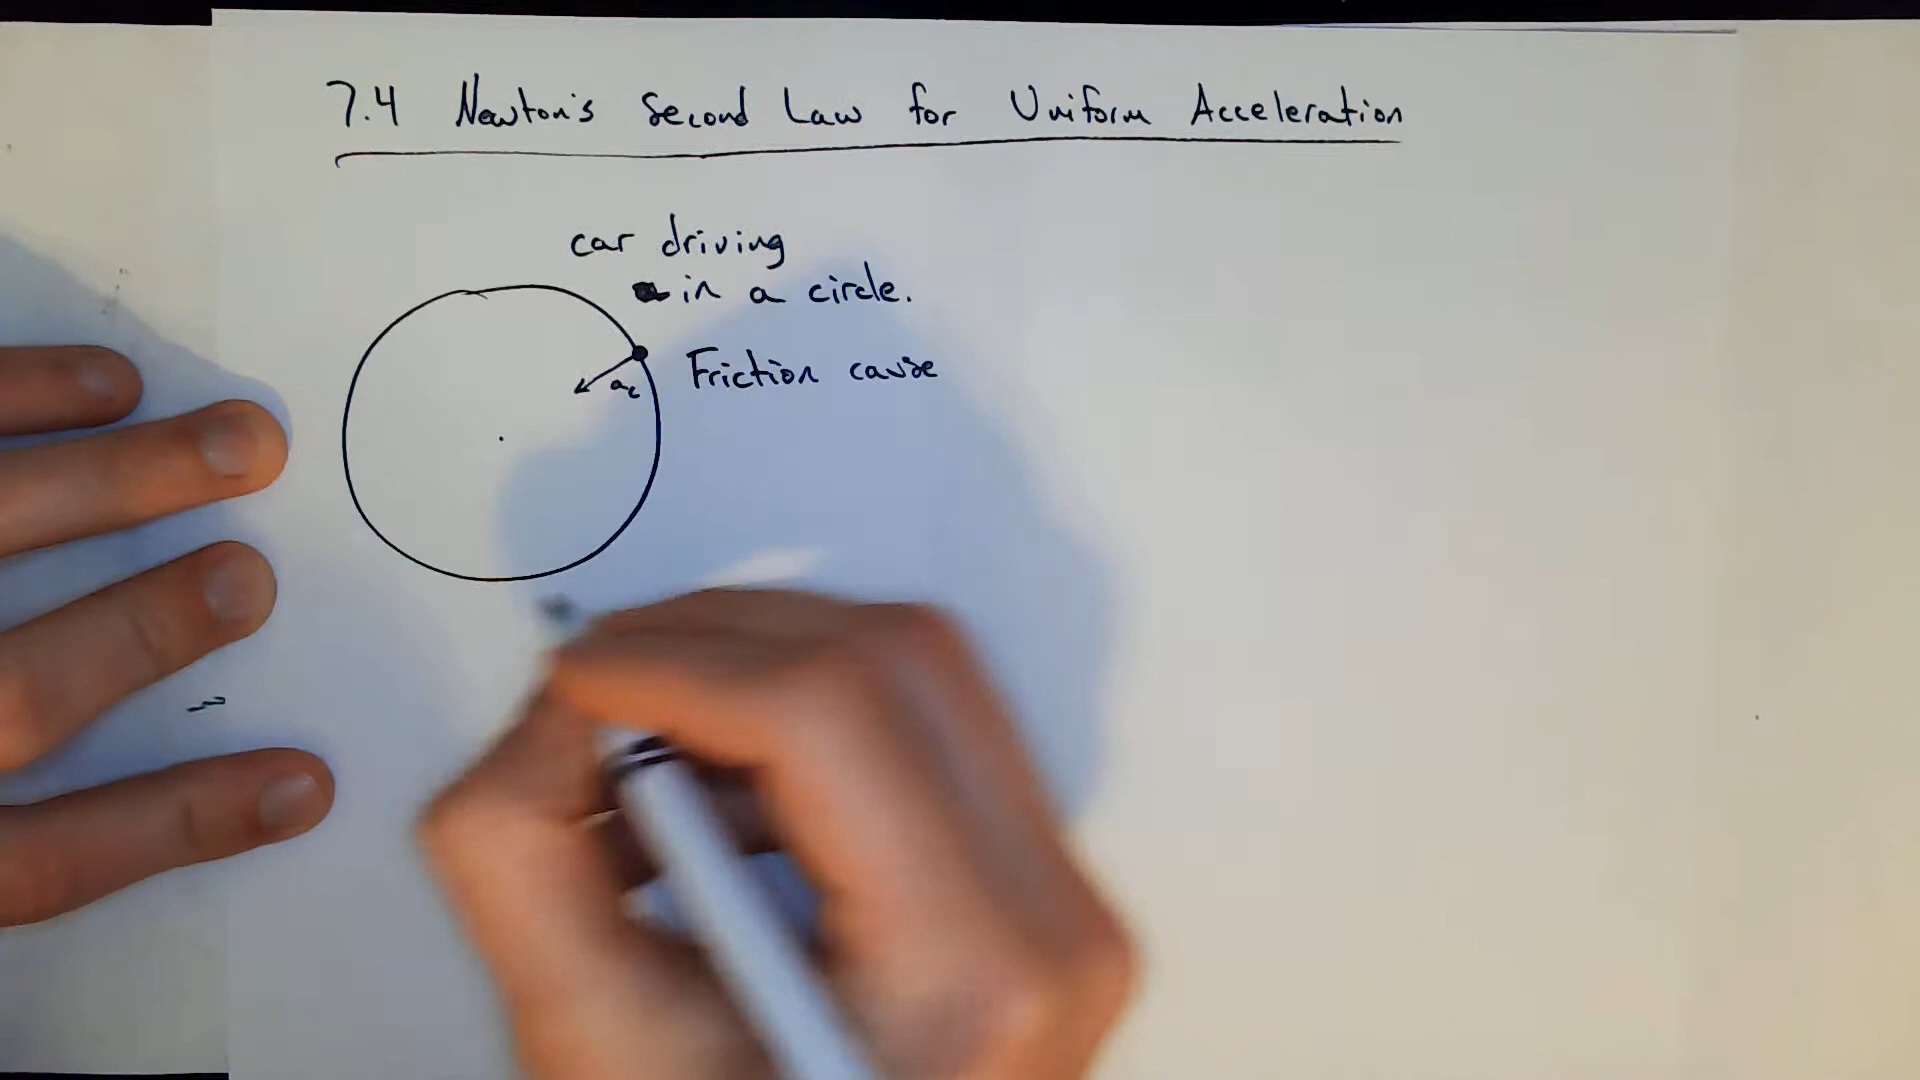 7.4 Newton's Second Law for Uniform Acceleration
car driving
in a circle.
Friction cause
ac